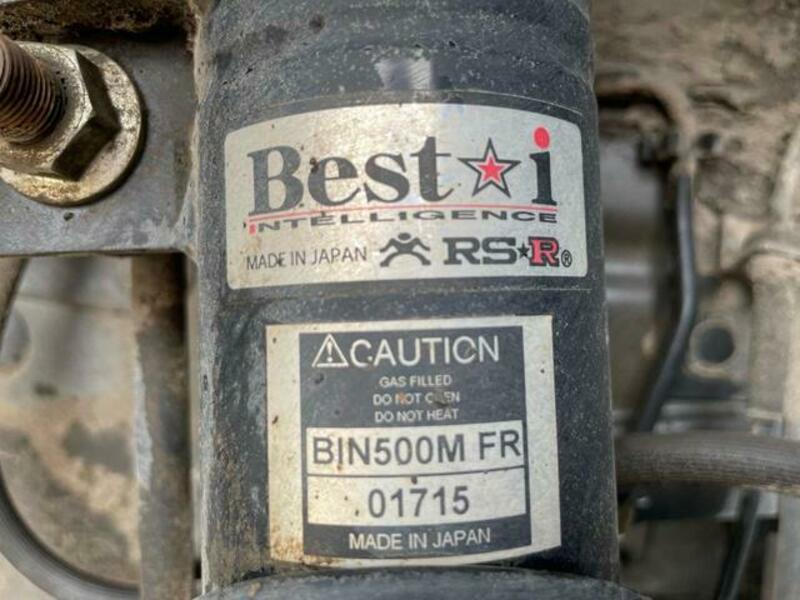 Best★i
INTELLIGENCE
MADE IN JAPAN RS★R®
⚠CAUTION
GAS FILLED
DO NOT OPEN
DO NOT HEAT
BIN500M FR
01715
MADE IN JAPAN